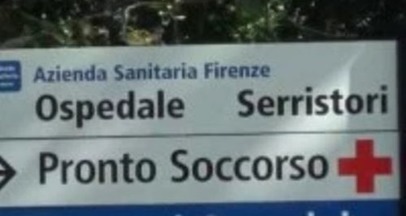 Azienda Sanitaria Firenze
Ospedale Serristori
Pronto Soccorso